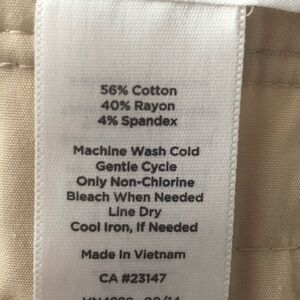 56% Cotton
40% Rayon
4% Spandex
Machine Wash Cold
Gentle Cycle
Only Non-Chlorine
Bleach When Needed
Line Dry
Cool Iron, If Needed
Made In Vietnam
CA #23147